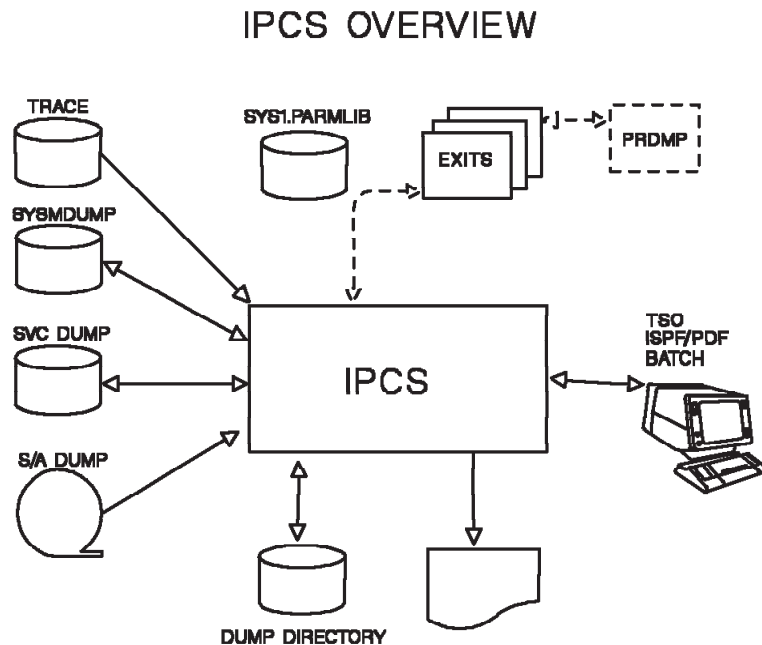 IPCS OVERVIEW
TRACE
SYS1.PARMLIB
EXITS
PRDMP
SYSMDUMP
SVC DUMP
IPCS
TSO
ISPF/PDF
BATCH
S/A DUMP
DUMP DIRECTORY